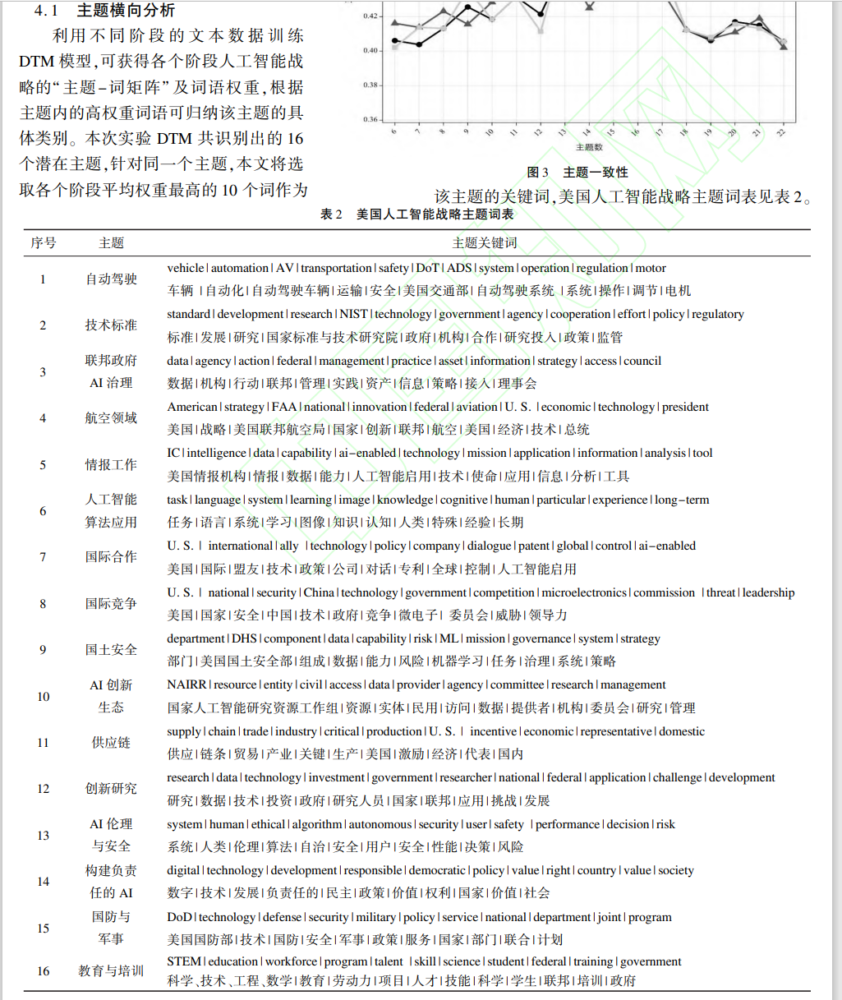 4.1 主题横向分析
利用不同阶段的文本数据训练
DTM 模型,可获得各个阶段人工智能战
略的“主题-词矩阵”及词语权重,根据
主题内的高权重词语可归纳该主题的具
体类别。本次实验 DTM 共识别出的 16
个潜在主题,针对同一个主题,本文将选
取各个阶段平均权重最高的 10 个词作为
0.42
0.40
0.38
0.36
6 7 8 9 10 11 12 13 14 15 16 17 18 19 20 21 22
主题数
图 3 主题一致性
该主题的关键词,美国人工智能战略主题词表见表 2。
表 2 美国人工智能战略主题词表
序号 主题 主题关键词
1 自动驾驶
vehicle|automation|AV|transportation|safety|DoT|ADS|system|operation|regulation|motor
车辆 |自动化|自动驾驶车辆|运输|安全|美国交通部|自动驾驶系统 |系统|操作|调节|电机
2 技术标准
standard|development|research|NIST|technology|government|agency|cooperation|effort|policy|regulatory
标准|发展|研究|国家标准与技术研究院|政府|机构|合作|研究投入|政策|监管
3 联邦政府
AI 治理
data|agency|action|federal|management|practice|asset|information|strategy|access|council
数据|机构|行动|联邦|管理|实践|资产|信息|策略|接入|理事会
4 航空领域
American|strategy|FAA|national|innovation|federal|aviation|U. S. |economic|technology|president
美国|战略|美国联邦航空局|国家|创新|联邦|航空|美国|经济|技术|总统
5 情报工作
IC|intelligence|data|capability|ai-enabled|technology|mission|application|information|analysis|tool
美国情报机构|情报|数据|能力|人工智能启用|技术|使命|应用|信息|分析|工具
6 人工智能
算法应用
task|language|system|learning|image|knowledge|cognitive|human|particular|experience|long-term
任务|语言|系统|学习|图像|知识|认知|人类|特殊|经验|长期
7 国际合作
U. S. | international|ally |technology|policy|company|dialogue|patent|global|control|ai-enabled
美国|国际|盟友|技术|政策|公司|对话|专利|全球|控制|人工智能启用
8 国际竞争
U. S. | national|security|China|technology|government|competition|microelectronics|commission |threat|leadership
美国|国家|安全|中国|技术|政府|竞争|微电子| 委员会|威胁|领导力
9 国土安全
department|DHS|component|data|capability|risk|ML|mission|governance|system|strategy
部门|美国国土安全部|组成|数据|能力|风险|机器学习|任务|治理|系统|策略
10 AI 创新
生态
NAIRR|resource|entity|civil|access|data|provider|agency|committee|research|management
国家人工智能研究资源工作组|资源|实体|民用|访问|数据|提供者|机构|委员会|研究|管理
11 供应链
supply|chain|trade|industry|critical|production|U. S. | incentive|economic|representative|domestic
供应|链条|贸易|产业|关键|生产|美国|激励|经济|代表|国内
12 创新研究
research|data|technology|investment|government|researcher|national|federal|application|challenge|development
研究|数据|技术|投资|政府|研究人员|国家|联邦|应用|挑战|发展
13 AI 伦理
与安全
system|human|ethical|algorithm|autonomous|security|user|safety |performance|decision|risk
系统|人类|伦理|算法|自治|安全|用户|安全|性能|决策|风险
14 构建负责
任的 AI
digital|technology|development|responsible|democratic|policy|value|right|country|value|society
数字|技术|发展|负责任的|民主|政策|价值|权利|国家|价值|社会
15 国防与
军事
DoD|technology|defense|security|military|policy|service|national|department|joint|program
美国国防部|技术|国防|安全|军事|政策|服务|国家|部门|联合|计划
16 教育与培训
STEM|education|workforce|program|talent |skill|science|student|federal|training|government
科学、技术、工程、数学|教育|劳动力|项目|人才|技能|科学|学生|联邦|培训|政府